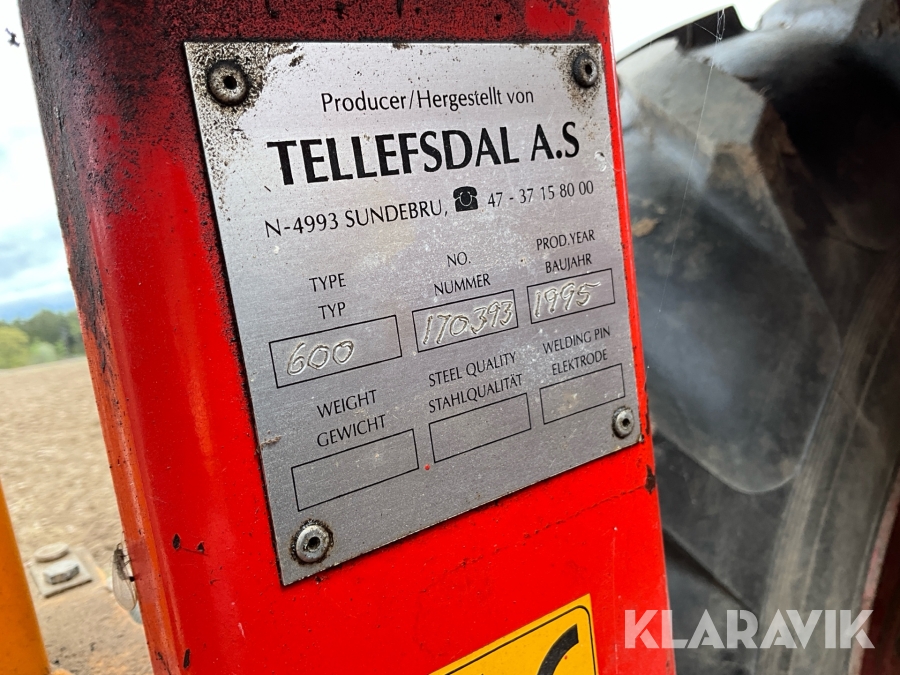 Producer/Hergestellt von
TELLEFSDAL A.S
N-4993 SUNDEBRU, 47 - 37 15 80 00
TYPE
TYP
600
NO.
NUMMER
170393
PROD.YEAR
BAUJAHR
1995
WEIGHT
GEWICHT
STEEL QUALITY
STAHLQUALITÄT
WELDING PIN
ELEKTRODE
KLARAVIK